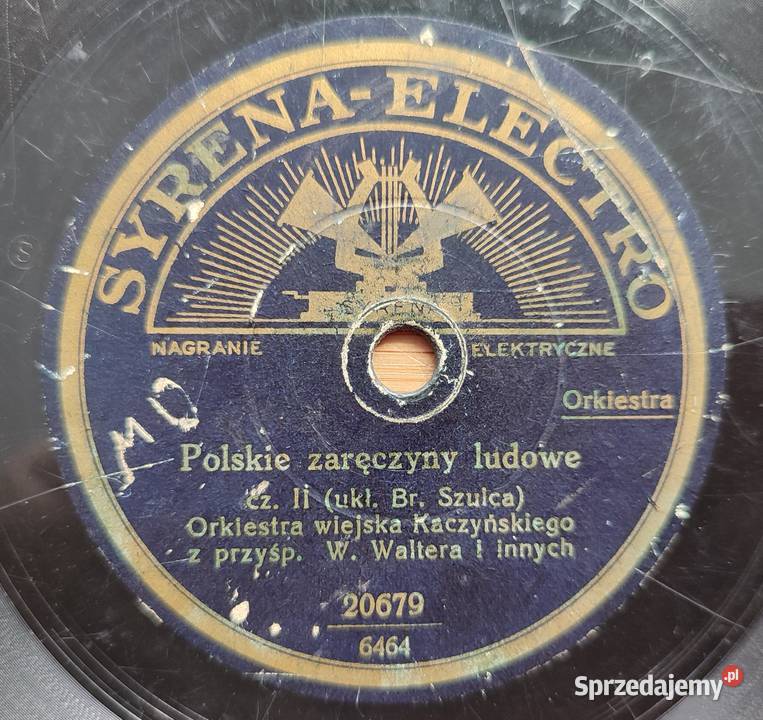 SYRENA-ELECTRO
NAGRANIE ELEKTRYCZNE
Orkiestra
MO
Polskie zaręczyny ludowe
cz. II (ukł. Br. Szulca)
Orkiestra wiejska Kaczyńskiego
z przyśp. W. Waltera i innych
20679
6464
Sprzedajemy.pl